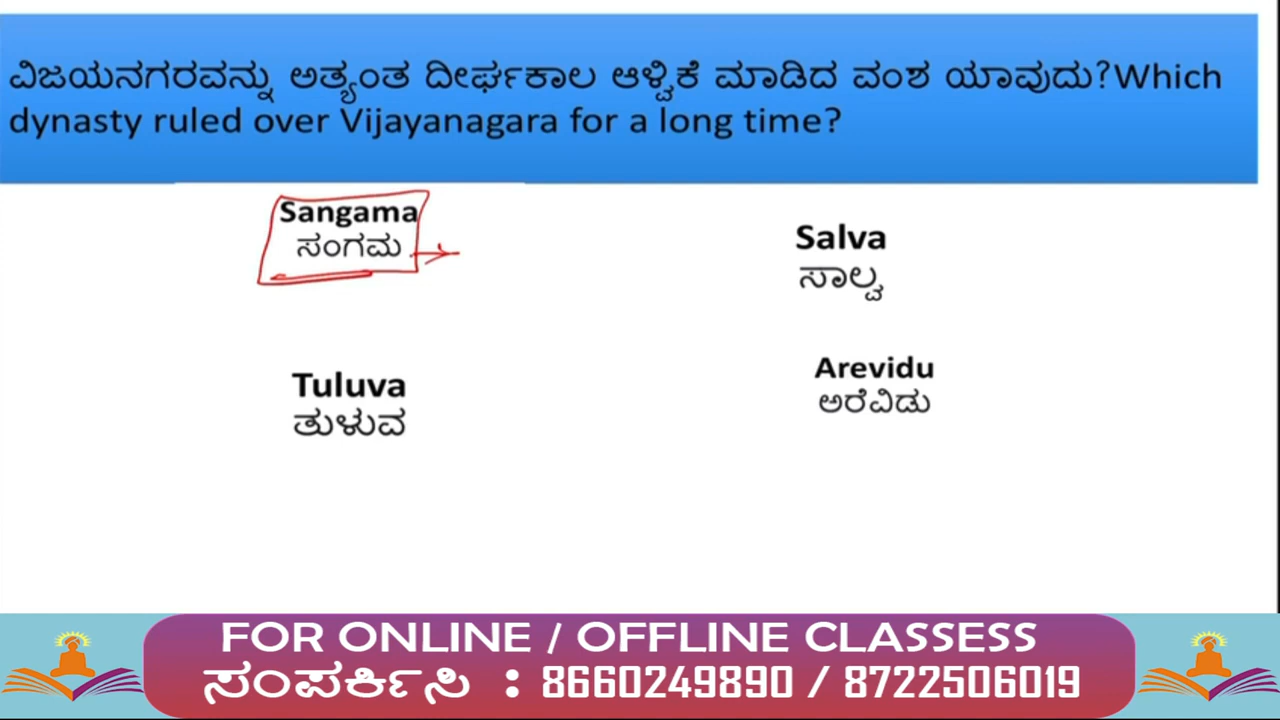 ವಿಜಯನಗರವನ್ನು ಅತ್ಯಂತ ದೀರ್ಘಕಾಲ ಆಳ್ವಿಕೆ ಮಾಡಿದ ವಂಶ ಯಾವುದು?Which
dynasty ruled over Vijayanagara for a long time?
Sangama
ಸಂಗಮ
Salva
ಸಾಲ್ವ
Tuluva
ತುಳುವ
Arevidu
ಅರೆವಿಡು
FOR ONLINE / OFFLINE CLASSESS
ಸಂಪರ್ಕಿಸಿ : 8660249890 / 8722506019